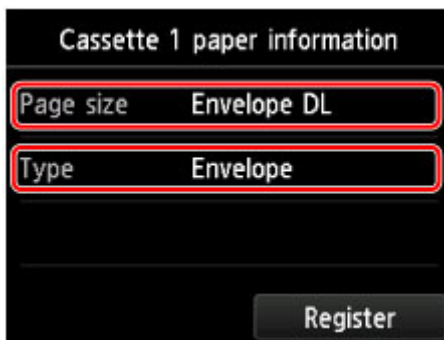 Cassette 1 paper information
Page size Envelope DL
Type Envelope
Register